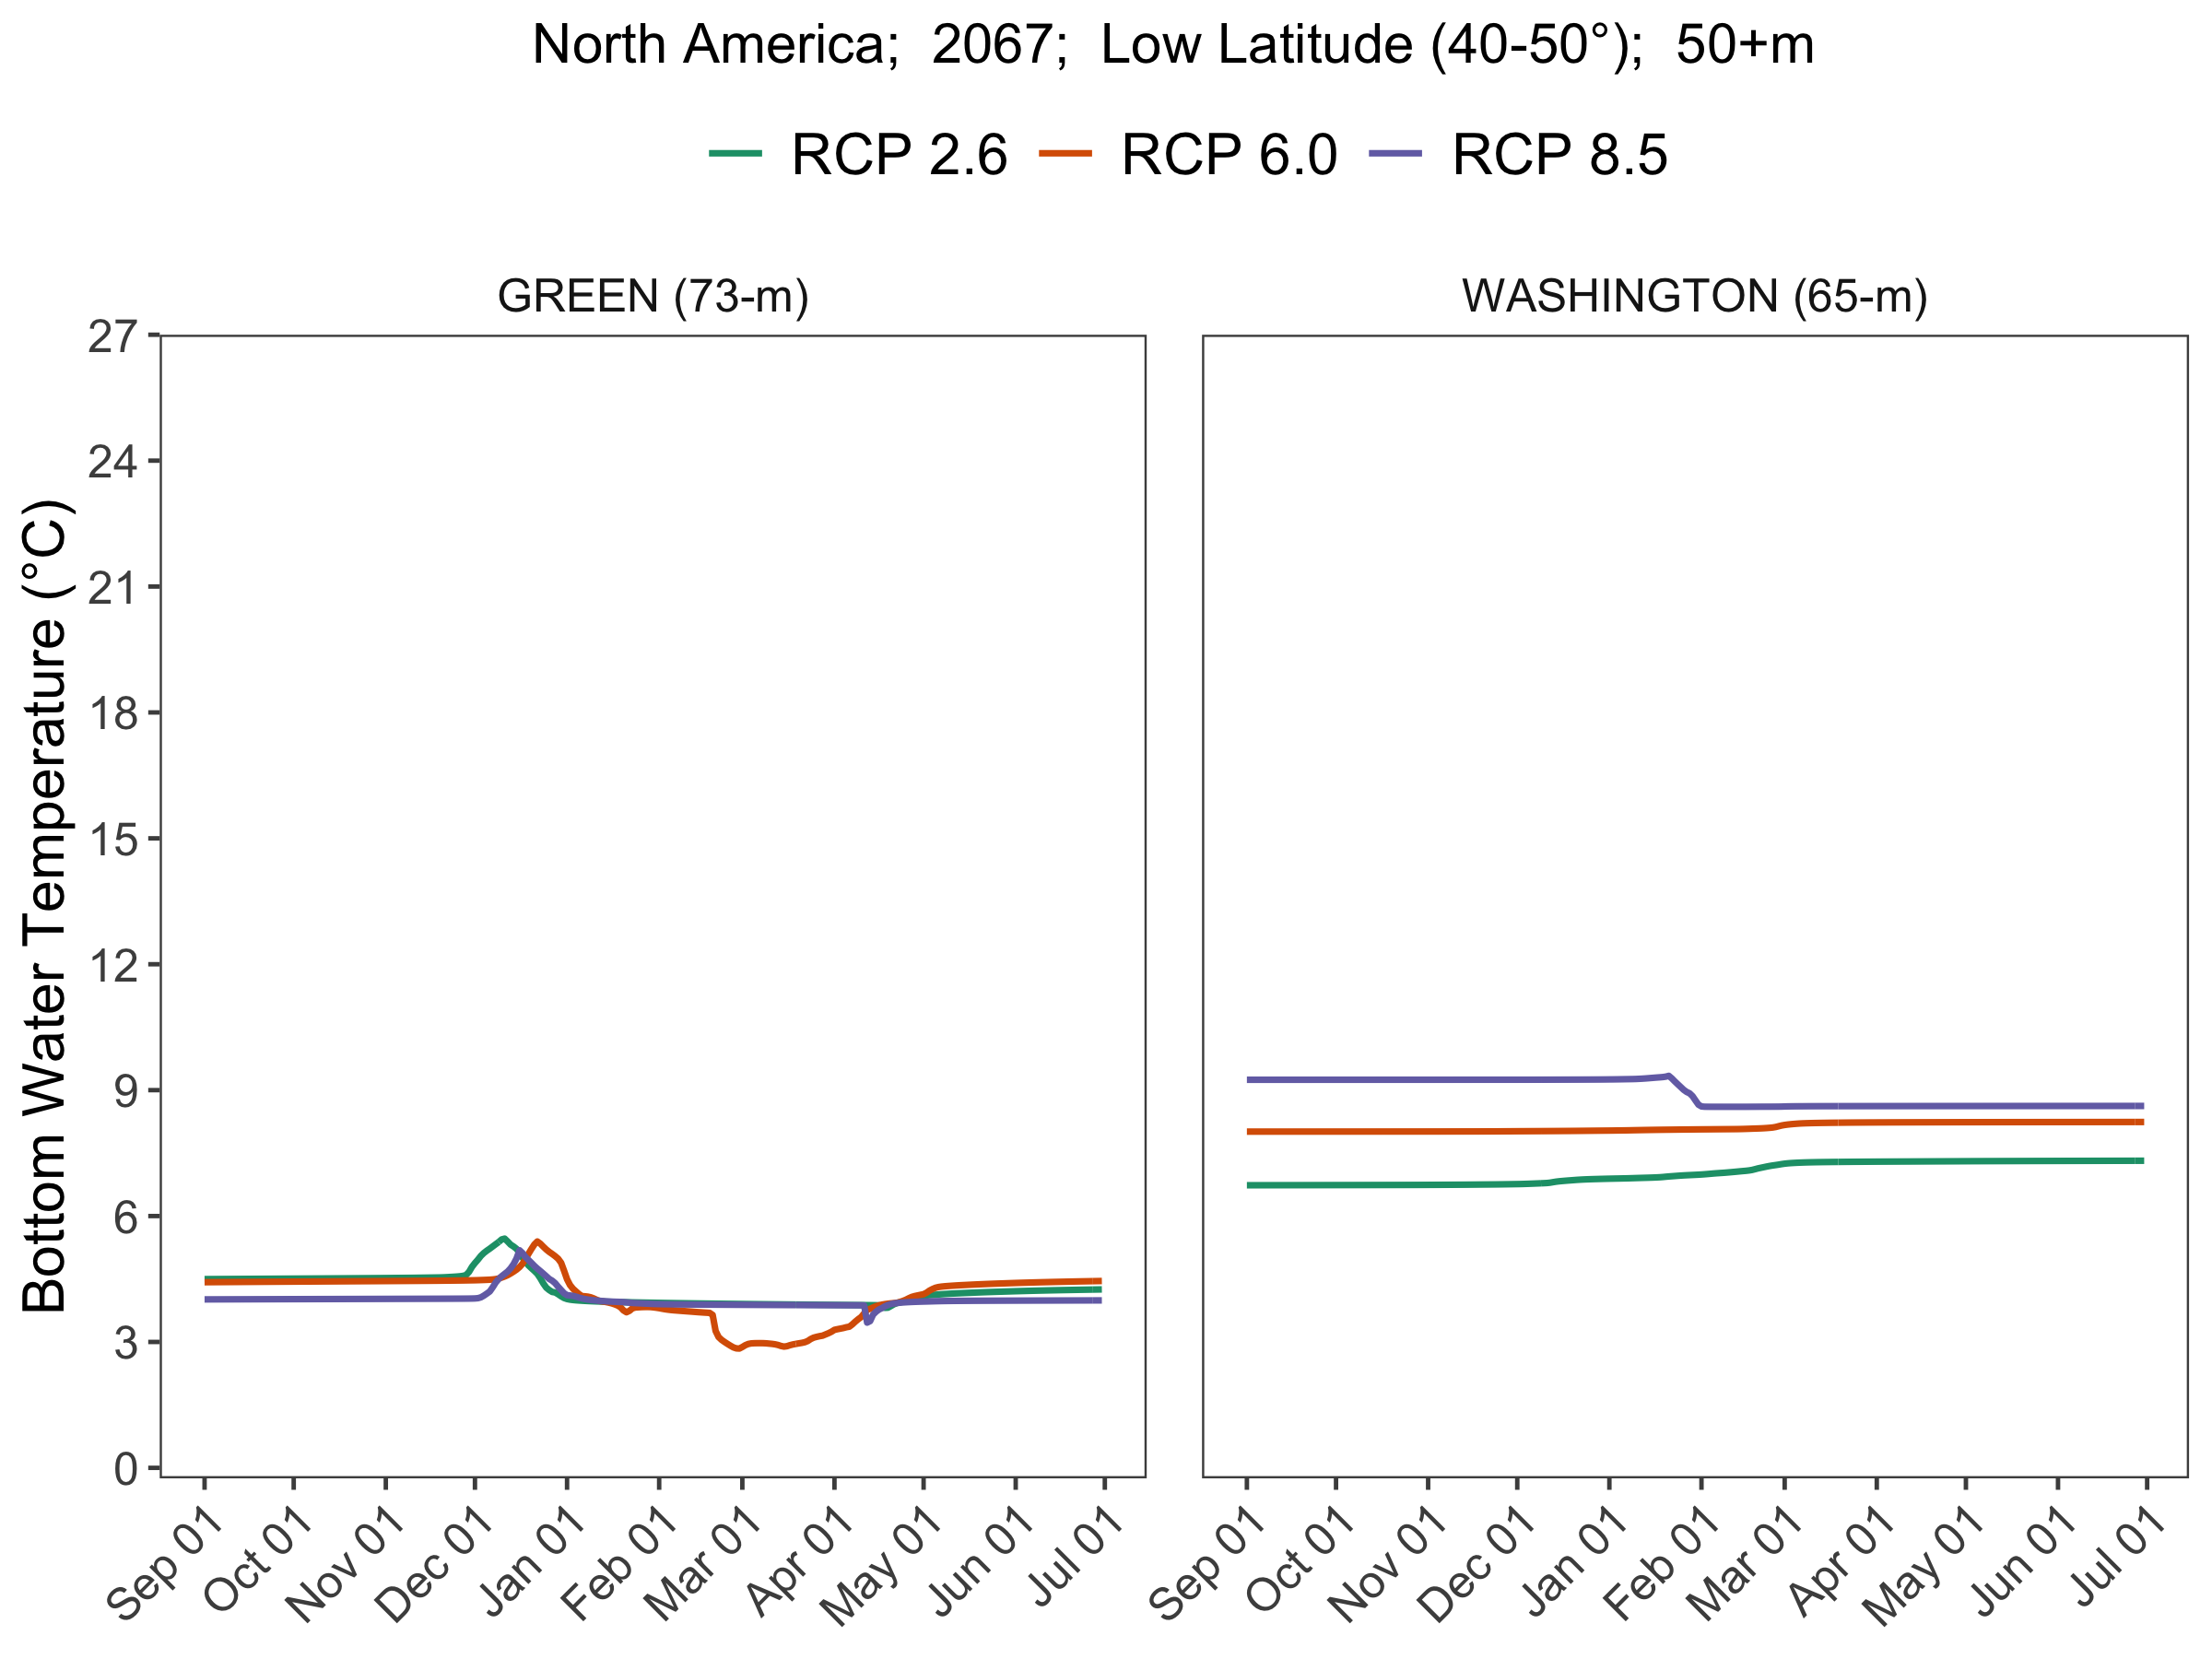 North America;  2067;  Low Latitude (40-50°);  50+m
RCP 2.6 RCP 6.0 RCP 8.5
GREEN (73-m) WASHINGTON (65-m)
Bottom Water Temperature (°C)
27
24
21
18
15
12
9
6
3
0
Sep 01 Oct 01 Nov 01 Dec 01 Jan 01 Feb 01 Mar 01 Apr 01 May 01 Jun 01 Jul 01 Sep 01 Oct 01 Nov 01 Dec 01 Jan 01 Feb 01 Mar 01 Apr 01 May 01 Jun 01 Jul 01